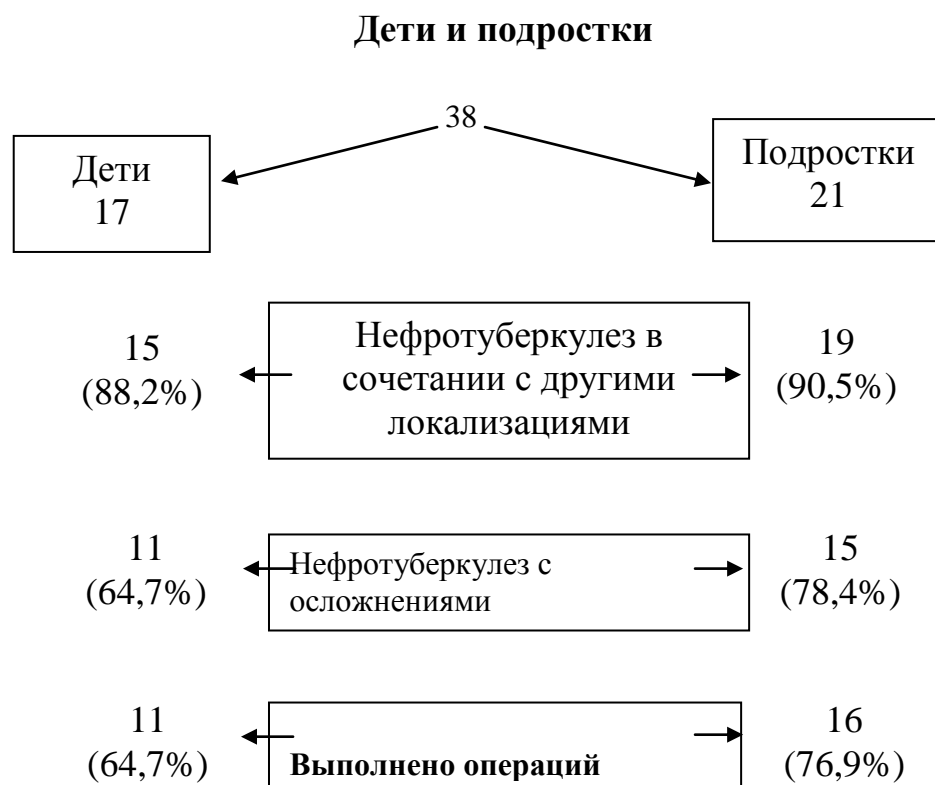 Дети и подростки
38
Дети
17
Подростки
21
15
(88,2%)
Нефротуберкулез в
сочетании с другими
локализациями
19
(90,5%)
11
(64,7%)
Нефротуберкулез с
осложнениями
15
(78,4%)
11
(64,7%)
Выполнено операций
16
(76,9%)